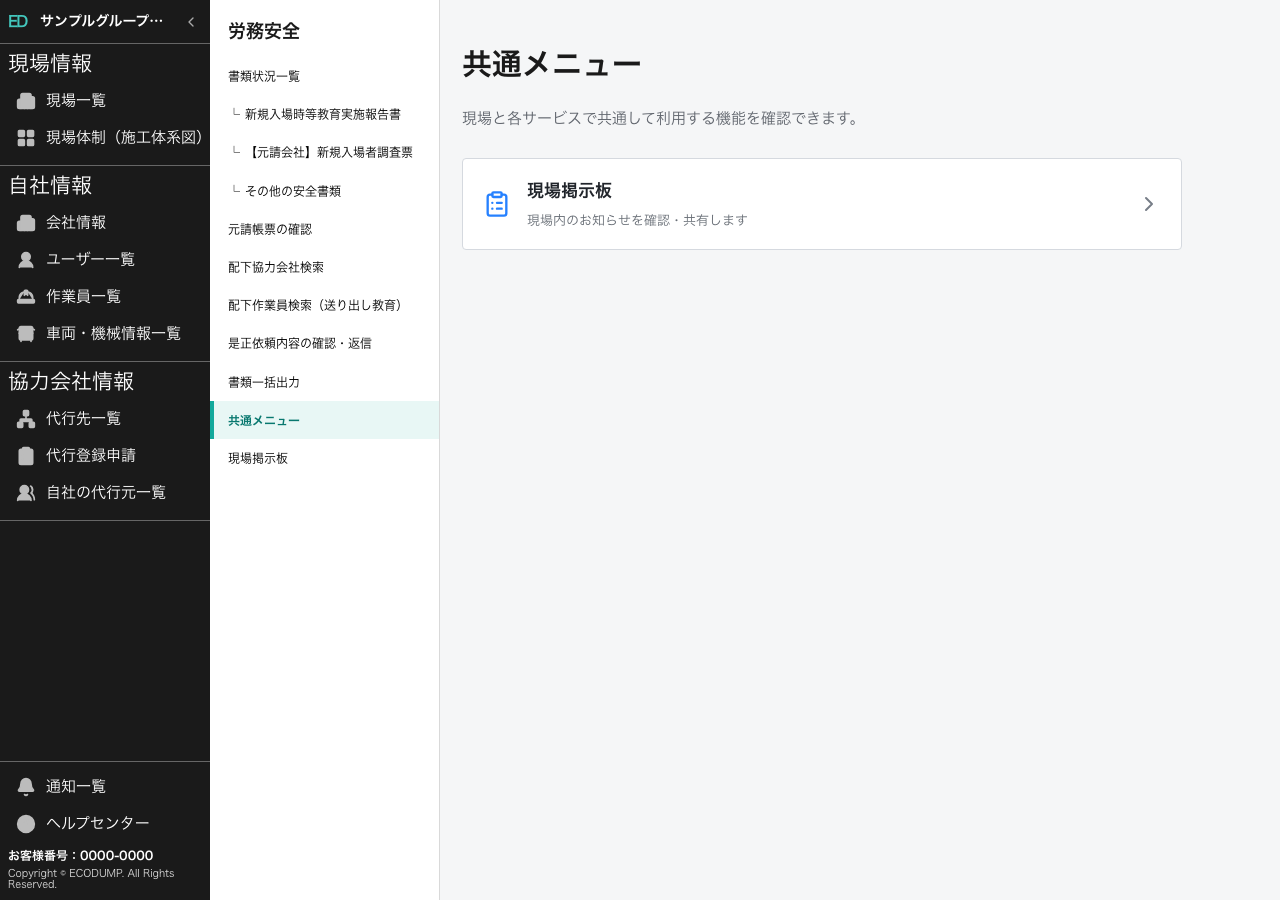 ED サンプルグループ…
現場情報
現場一覧
現場体制（施工体系図）
自社情報
会社情報
ユーザー一覧
作業員一覧
車両・機械情報一覧
協力会社情報
代行先一覧
代行登録申請
自社の代行元一覧
通知一覧
ヘルプセンター
お客様番号：0000-0000
Copyright © ECODUMP. All Rights
Reserved.
労務安全
書類状況一覧
└ 新規入場時等教育実施報告書
└ 【元請会社】新規入場者調査票
└ その他の安全書類
元請帳票の確認
配下協力会社検索
配下作業員検索（送り出し教育）
是正依頼内容の確認・返信
書類一括出力
共通メニュー
現場掲示板
共通メニュー
現場と各サービスで共通して利用する機能を確認できます。
現場掲示板
現場内のお知らせを確認・共有します